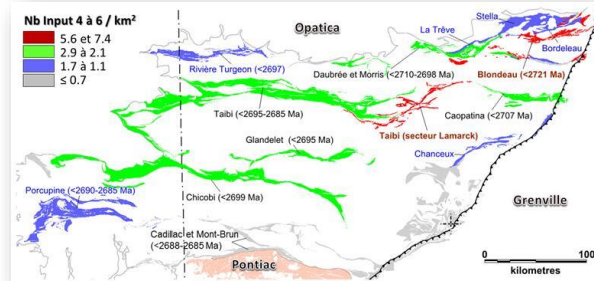 Nb Input 4 à 6 / km²
5.6 et 7.4
2.9 à 2.1
1.7 à 1.1
≤ 0.7
Opatica
La Trêve
Stella
Bordeleau
Rivière Turgeon (<2697)
Daubrée et Morris (<2710-2698 Ma)
Blondeau (<2721 Ma)
Taibi (<2695-2685 Ma)
Caopatina (<2707 Ma)
Taibi (secteur Lamarck)
Glandelet (<2695 Ma)
Chanceux
Porcupine (<2690-2685 Ma)
Chicobi (<2699 Ma)
Grenville
Cadillac et Mont-Brun
(<2688-2685 Ma)
Pontiac
0 100
kilometres